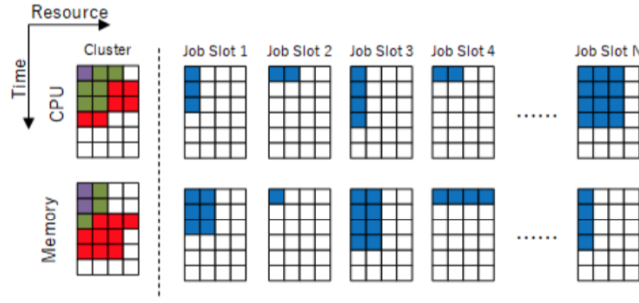 Resource
Time
Cluster
Job Slot 1
Job Slot 2
Job Slot 3
Job Slot 4
Job Slot N
CPU
......
Memory
......